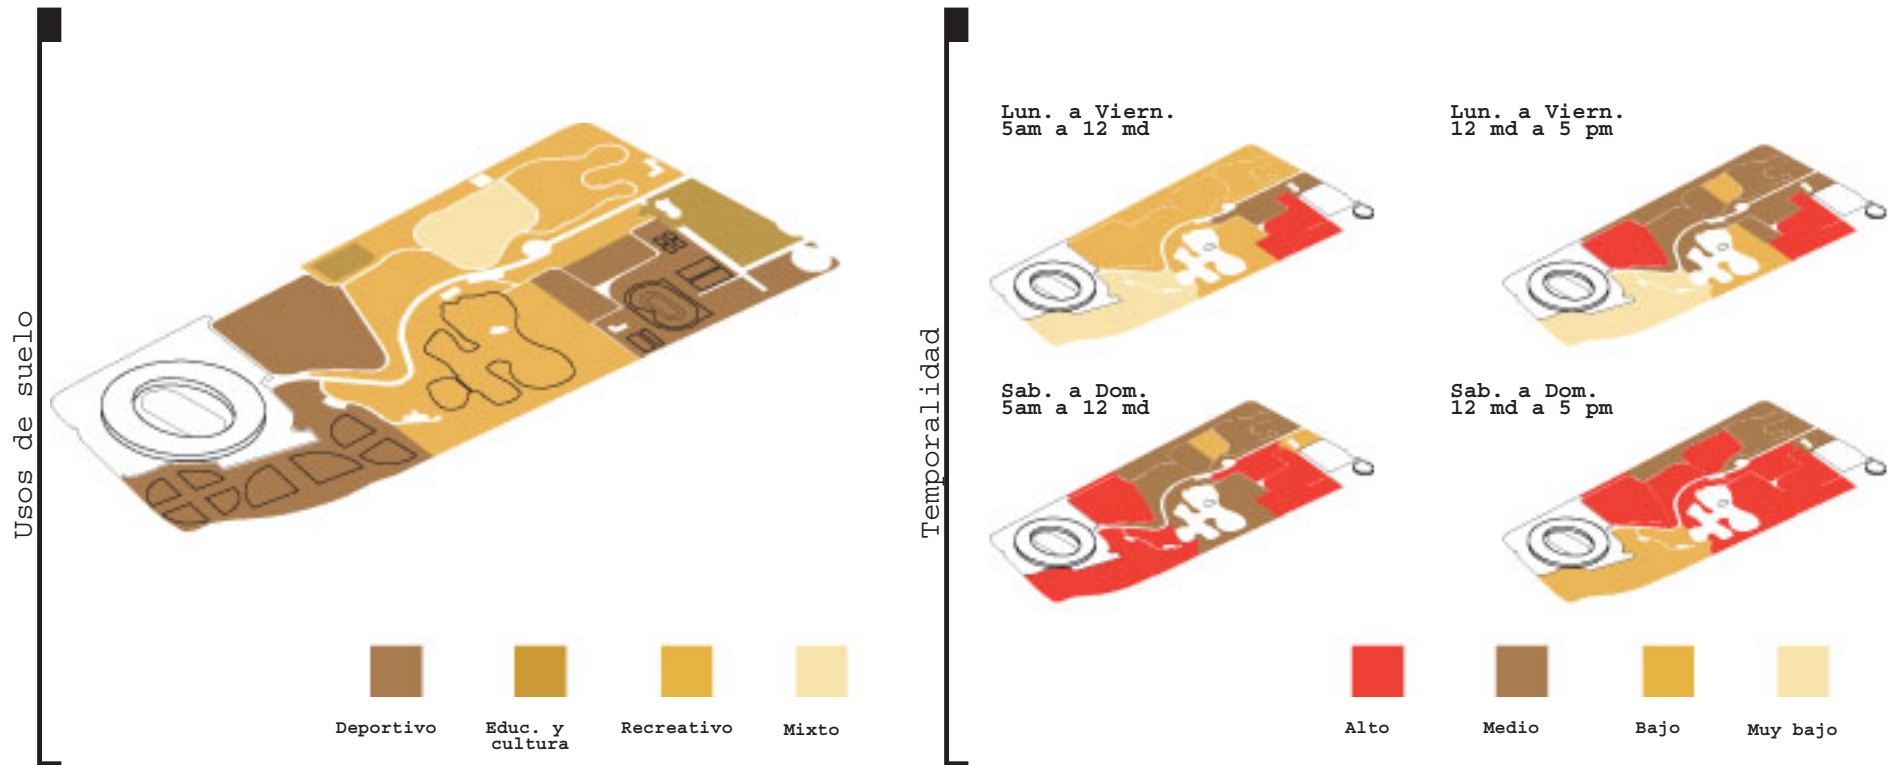 Usos de suelo
Deportivo
Educ. y
cultura
Recreativo
Mixto
Temporalidad
Lun. a Viern.
5am a 12 md
Lun. a Viern.
12 md a 5 pm
Sab. a Dom.
5am a 12 md
Sab. a Dom.
12 md a 5 pm
Alto
Medio
Bajo
Muy bajo